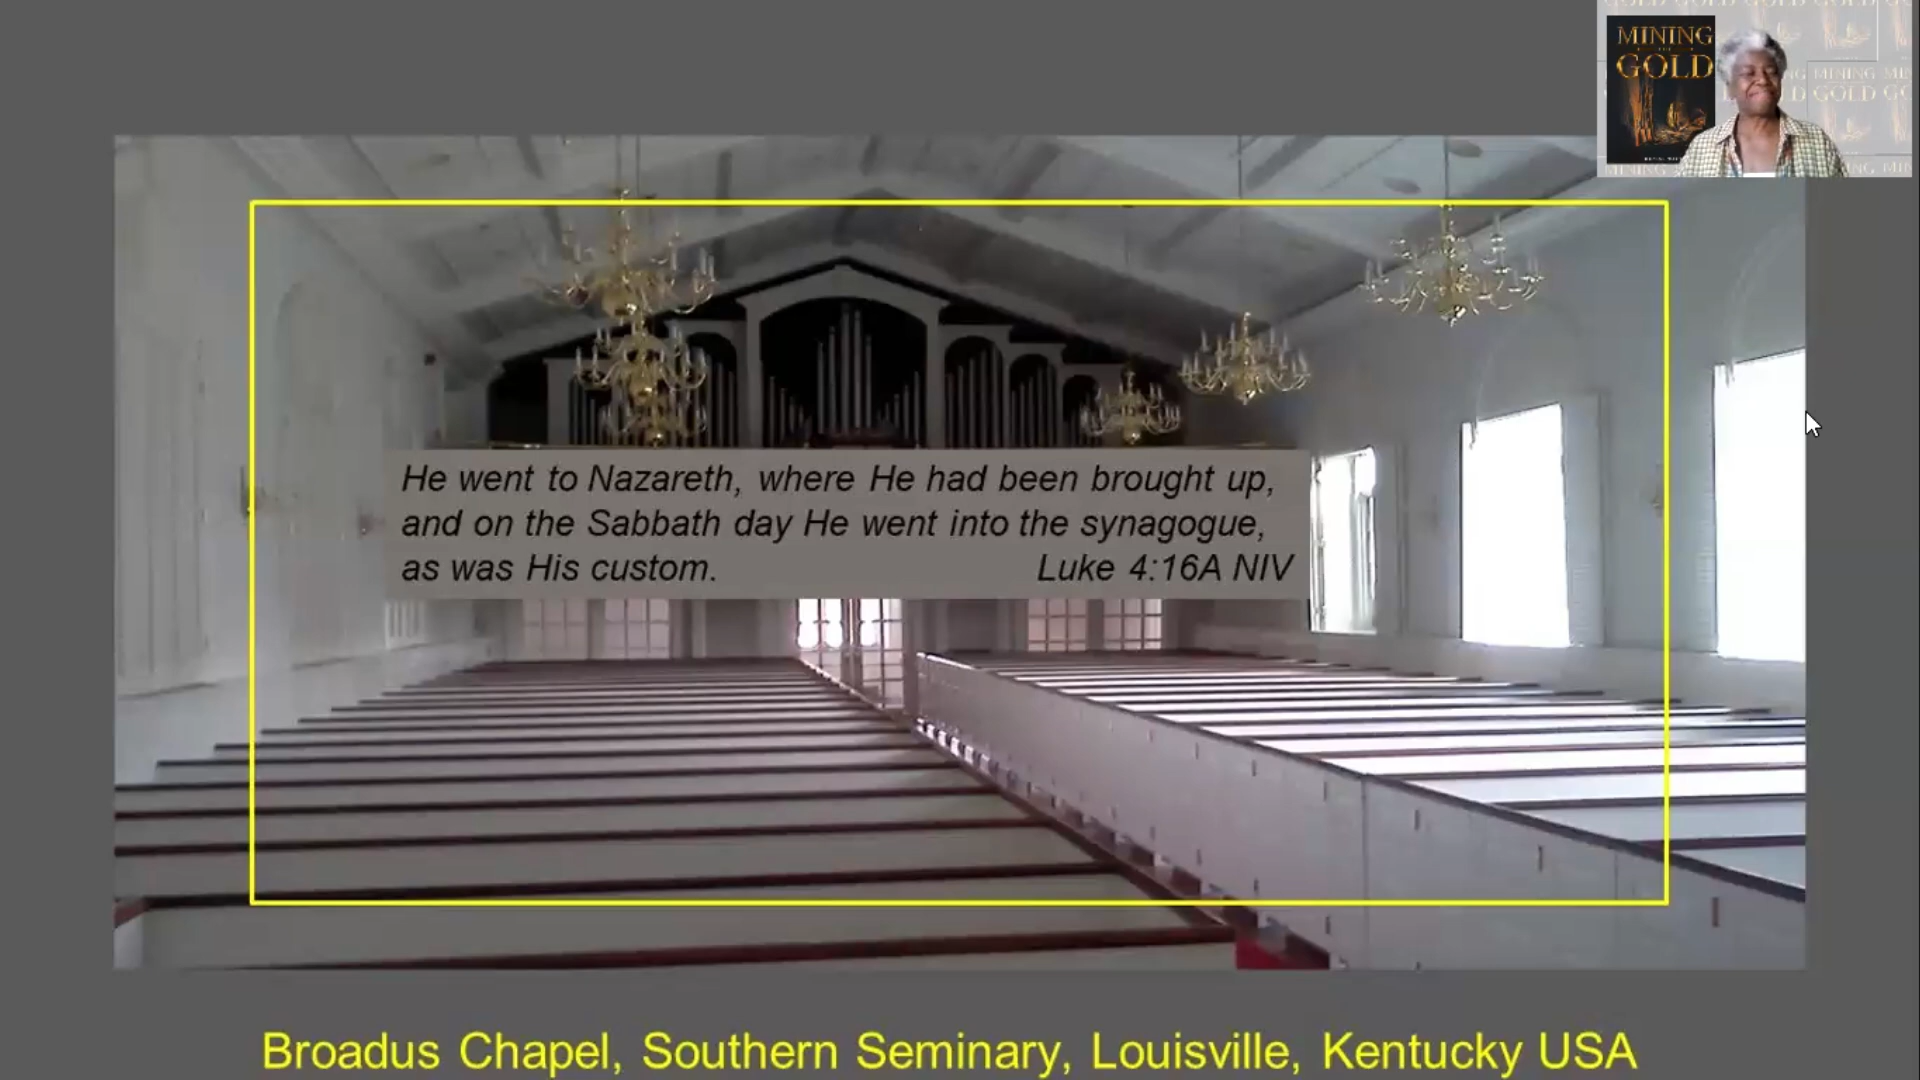 MINING
GOLD
He went to Nazareth, where He had been brought up,
and on the Sabbath day He went into the synagogue,
as was His custom. Luke 4:16A NIV
Broadus Chapel, Southern Seminary, Louisville, Kentucky USA